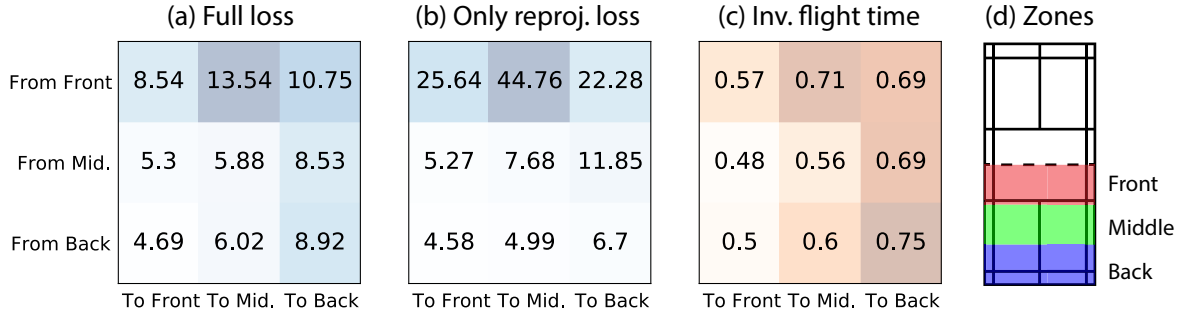 (a) Full loss (b) Only reproj. loss (c) Inv. flight time (d) Zones
From Front 8.54 13.54 10.75 25.64 44.76 22.28 0.57 0.71 0.69
From Mid. 5.3 5.88 8.53 5.27 7.68 11.85 0.48 0.56 0.69
Front
Middle
From Back 4.69 6.02 8.92 4.58 4.99 6.7 0.5 0.6 0.75
Back
To Front To Mid. To Back To Front To Mid. To Back To Front To Mid. To Back